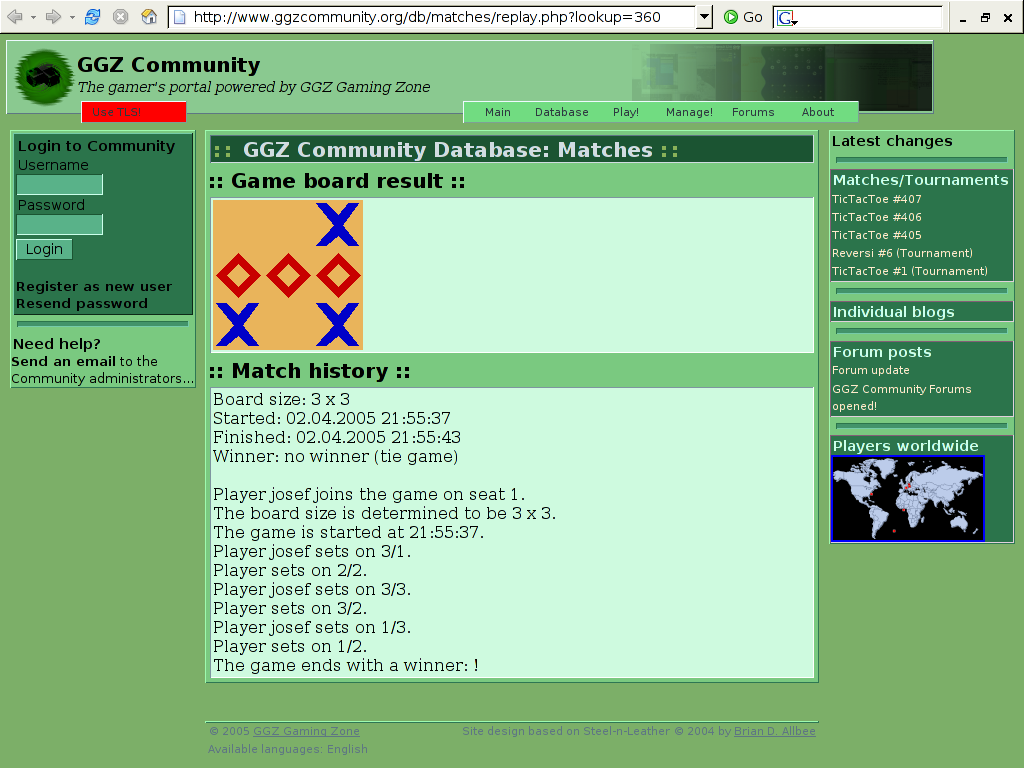 http://www.ggzcommunity.org/db/matches/replay.php?lookup=360
Go
G
GGZ Community
The gamer's portal powered by GGZ Gaming Zone
Main Database Play! Manage! Forums About
Login to Community
Username
Password
Login
Register as new user
Resend password
Need help?
Send an email to the
Community administrators...
:: GGZ Community Database: Matches ::
:: Game board result ::
X
X X
:: Match history ::
Board size: 3 x 3
Started: 02.04.2005 21:55:37
Finished: 02.04.2005 21:55:43
Winner: no winner (tie game)
Player josef joins the game on seat 1.
The board size is determined to be 3 x 3.
The game is started at 21:55:37.
Player josef sets on 3/1.
Player sets on 2/2.
Player josef sets on 3/3.
Player sets on 3/2.
Player josef sets on 1/3.
Player sets on 1/2.
The game ends with a winner: !
Latest changes
Matches/Tournaments
TicTacToe #407
TicTacToe #406
TicTacToe #405
Reversi #6 (Tournament)
TicTacToe #1 (Tournament)
Individual blogs
Forum posts
Forum update
GGZ Community Forums
opened!
Players worldwide
© 2005 GGZ Gaming Zone
Site design based on Steel-n-Leather © 2004 by Brian D. Allbee
Available languages: English